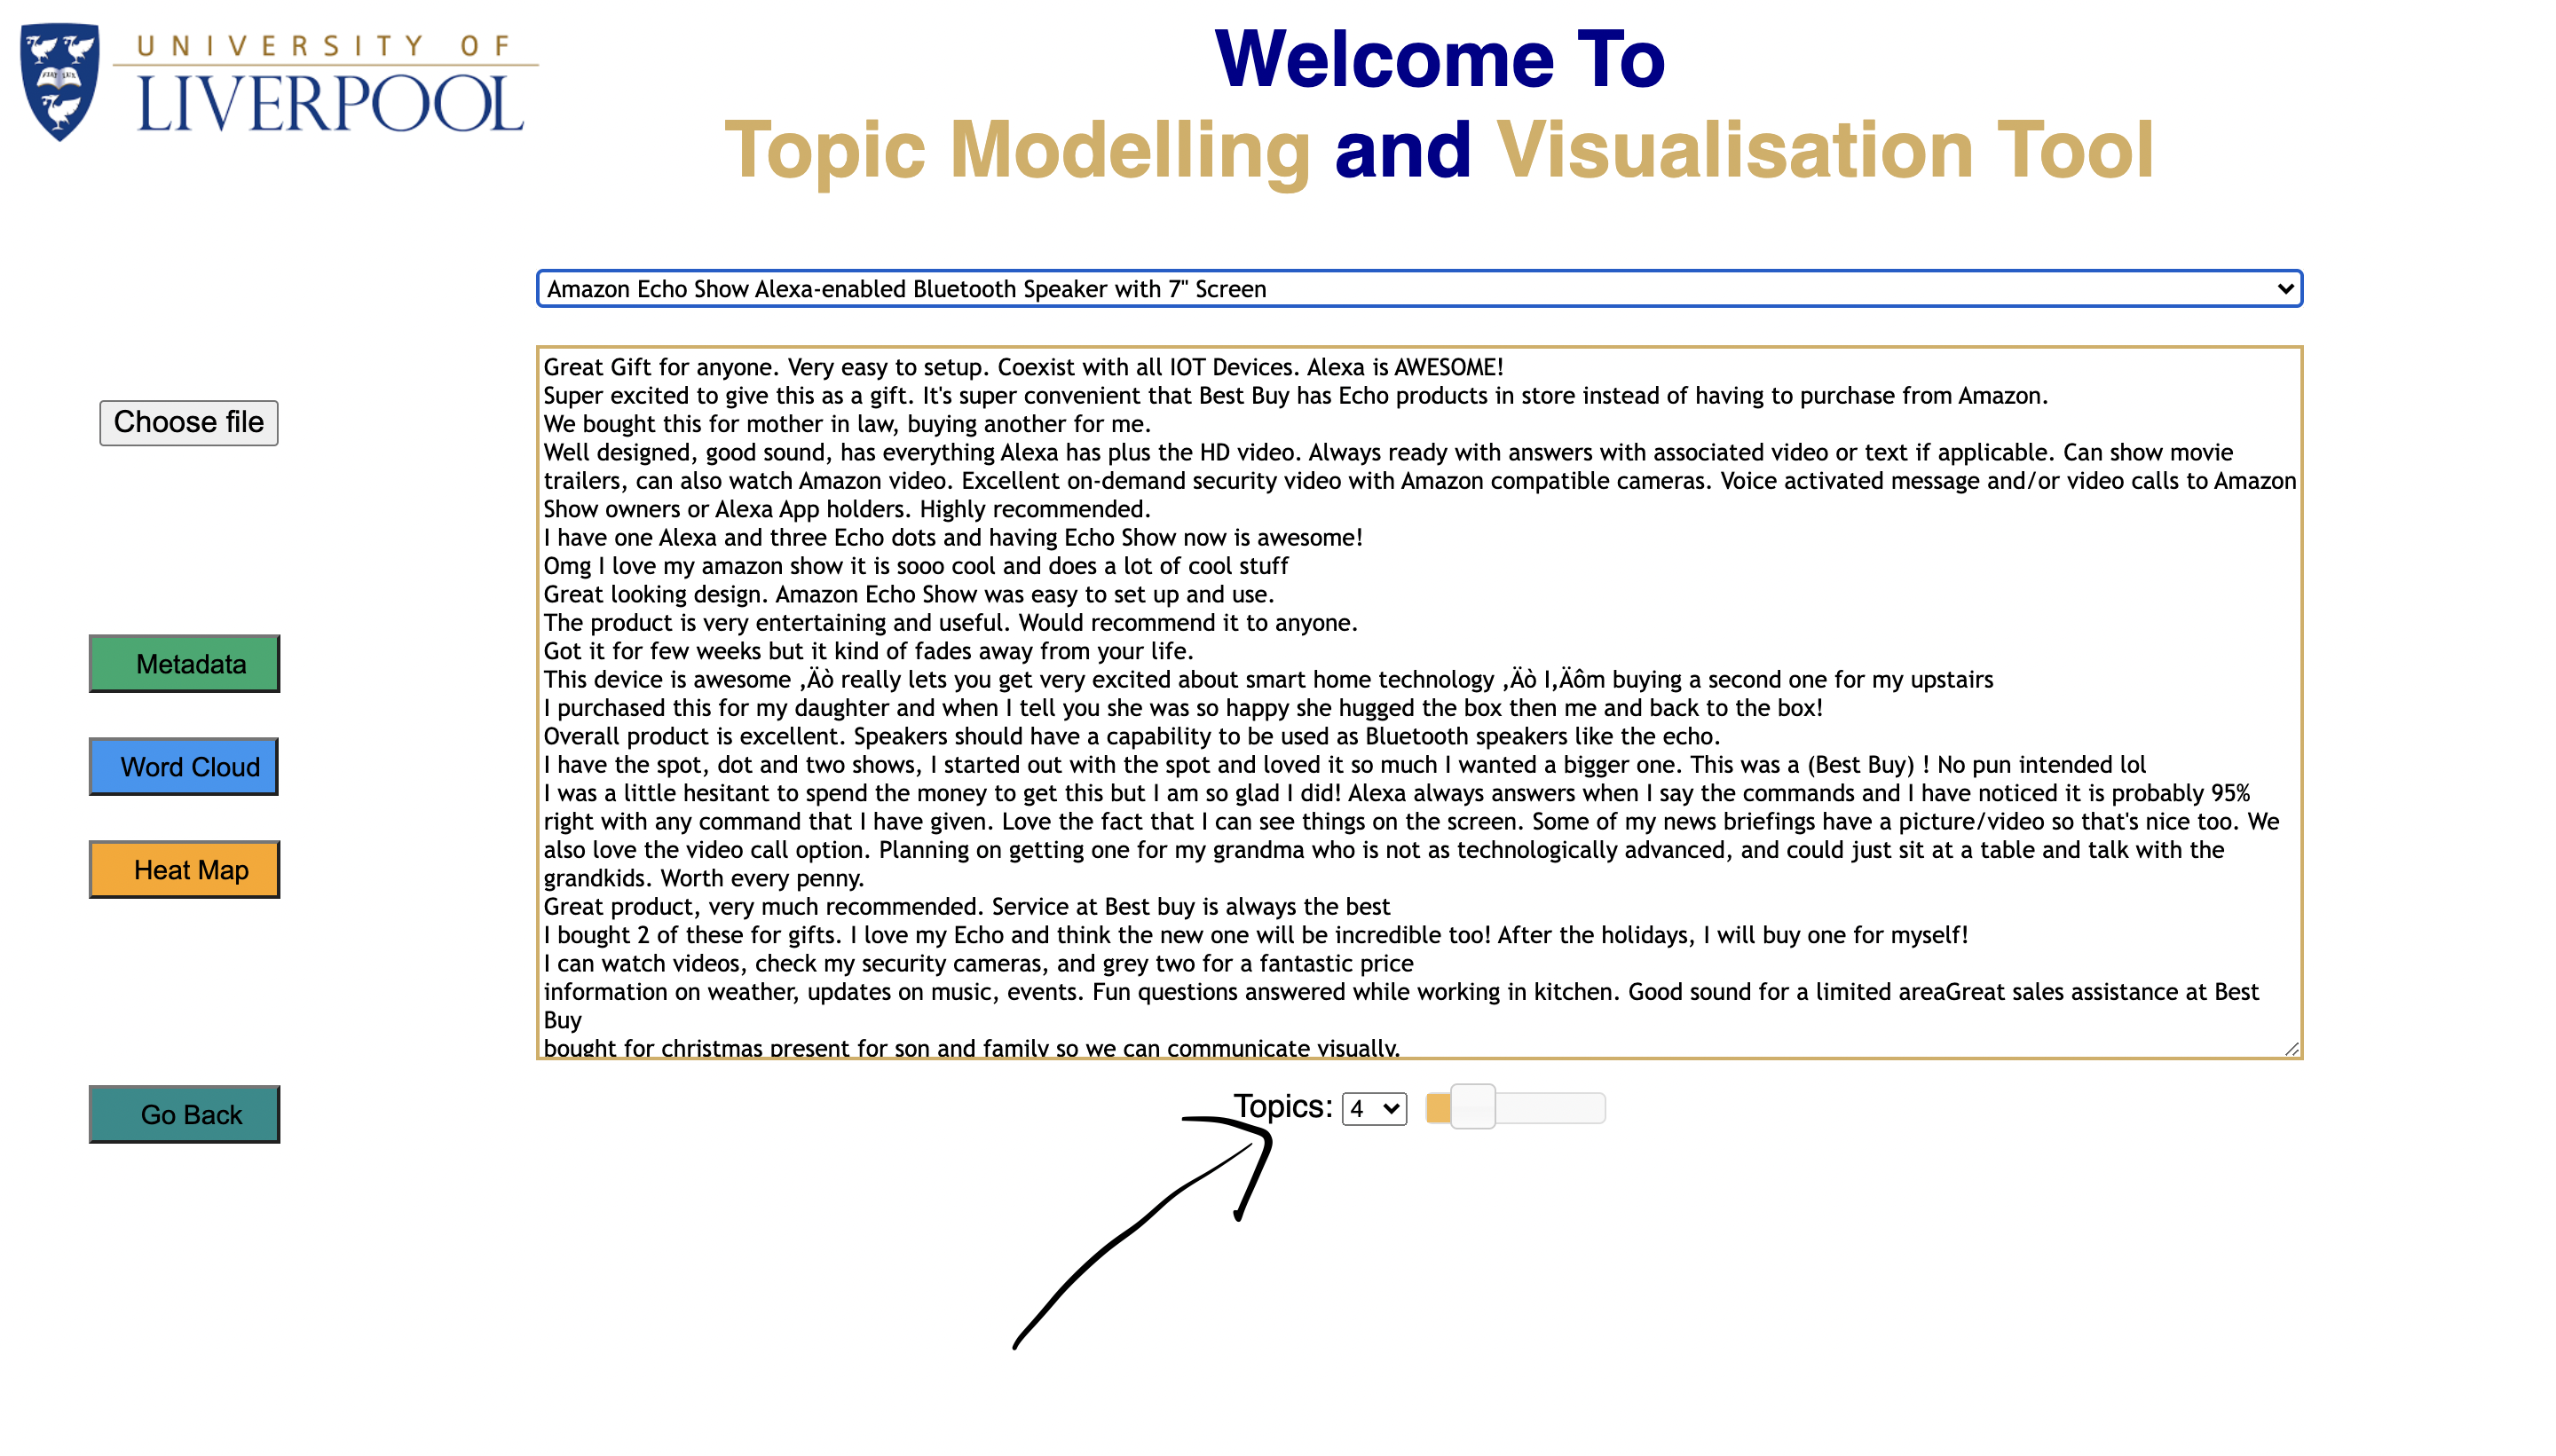 UNIVERSITY OF
LIVERPOOL
FIAT LUX
Welcome To
Topic Modelling and Visualisation Tool
Amazon Echo Show Alexa-enabled Bluetooth Speaker with 7" Screen
Great Gift for anyone. Very easy to setup. Coexist with all IOT Devices. Alexa is AWESOME!
Super excited to give this as a gift. It's super convenient that Best Buy has Echo products in store instead of having to purchase from Amazon.
We bought this for mother in law, buying another for me.
Well designed, good sound, has everything Alexa has plus the HD video. Always ready with answers with associated video or text if applicable. Can show movie
trailers, can also watch Amazon video. Excellent on-demand security video with Amazon compatible cameras. Voice activated message and/or video calls to Amazon
Show owners or Alexa App holders. Highly recommended.
I have one Alexa and three Echo dots and having Echo Show now is awesome!
Omg I love my amazon show it is sooo cool and does a lot of cool stuff
Great looking design. Amazon Echo Show was easy to set up and use.
The product is very entertaining and useful. Would recommend it to anyone.
Got it for few weeks but it kind of fades away from your life.
This device is awesome ‚Äò really lets you get very excited about smart home technology ‚Äò I‚Äôm buying a second one for my upstairs
I purchased this for my daughter and when I tell you she was so happy she hugged the box then me and back to the box!
Overall product is excellent. Speakers should have a capability to be used as Bluetooth speakers like the echo.
I have the spot, dot and two shows, I started out with the spot and loved it so much I wanted a bigger one. This was a (Best Buy) ! No pun intended lol
I was a little hesitant to spend the money to get this but I am so glad I did! Alexa always answers when I say the commands and I have noticed it is probably 95%
right with any command that I have given. Love the fact that I can see things on the screen. Some of my news briefings have a picture/video so that's nice too. We
also love the video call option. Planning on getting one for my grandma who is not as technologically advanced, and could just sit at a table and talk with the
grandkids. Worth every penny.
Great product, very much recommended. Service at Best buy is always the best
I bought 2 of these for gifts. I love my Echo and think the new one will be incredible too! After the holidays, I will buy one for myself!
I can watch videos, check my security cameras, and grey two for a fantastic price
information on weather, updates on music, events. Fun questions answered while working in kitchen. Good sound for a limited areaGreat sales assistance at Best
Buy
bought for christmas present for son and family so we can communicate visually.
Choose file
Metadata
Word Cloud
Heat Map
Go Back
Topics: 4